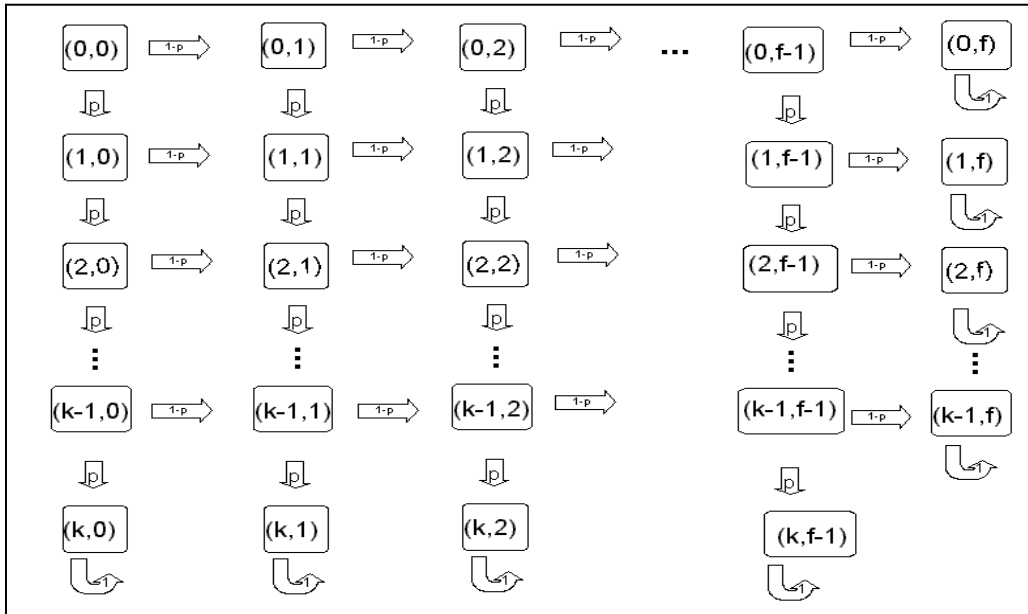 (0,0) 1-p (0,1) 1-p (0,2) 1-p ... (0,f-1) 1-p (0,f)
p p p p 1
(1,0) 1-p (1,1) 1-p (1,2) 1-p (1,f-1) 1-p (1,f)
p p p p 1
(2,0) 1-p (2,1) 1-p (2,2) 1-p (2,f-1) 1-p (2,f)
p p p p 1
(k-1,0) 1-p (k-1,1) 1-p (k-1,2) 1-p (k-1,f-1) 1-p (k-1,f)
p p p p 1
(k,0) (k,1) (k,2) (k,f-1)
1 1 1 1